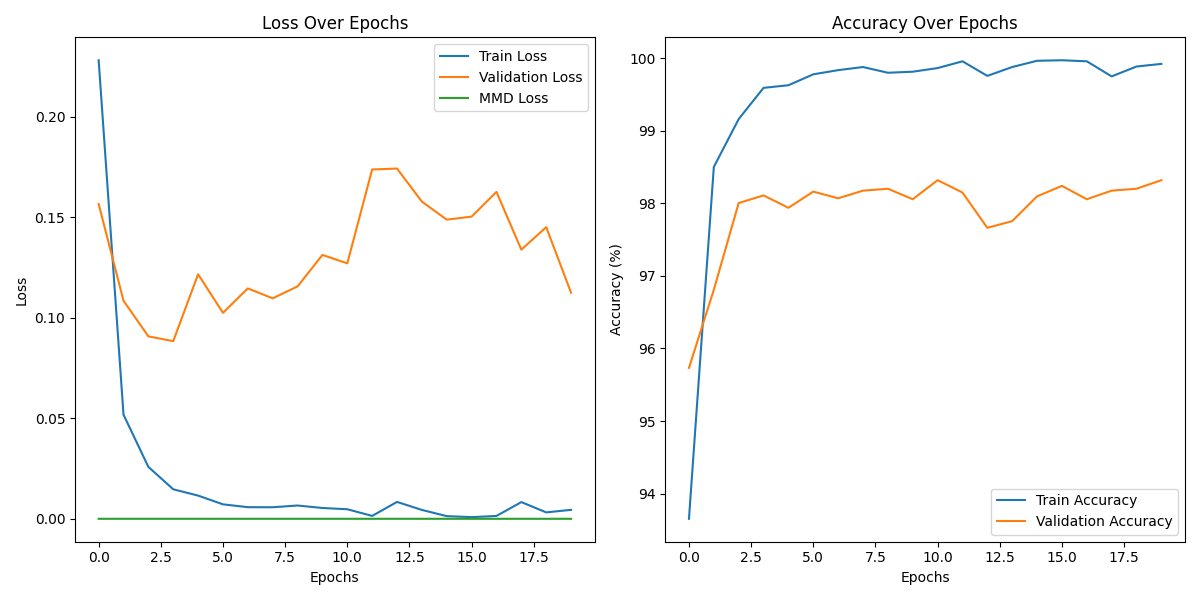 Loss Over Epochs
Train Loss
Validation Loss
MMD Loss
0.20
0.15
0.10
0.05
0.00
Loss
0.0 2.5 5.0 7.5 10.0 12.5 15.0 17.5
Epochs
Accuracy Over Epochs
100
99
98
97
96
95
94
Accuracy (%)
Train Accuracy
Validation Accuracy
0.0 2.5 5.0 7.5 10.0 12.5 15.0 17.5
Epochs